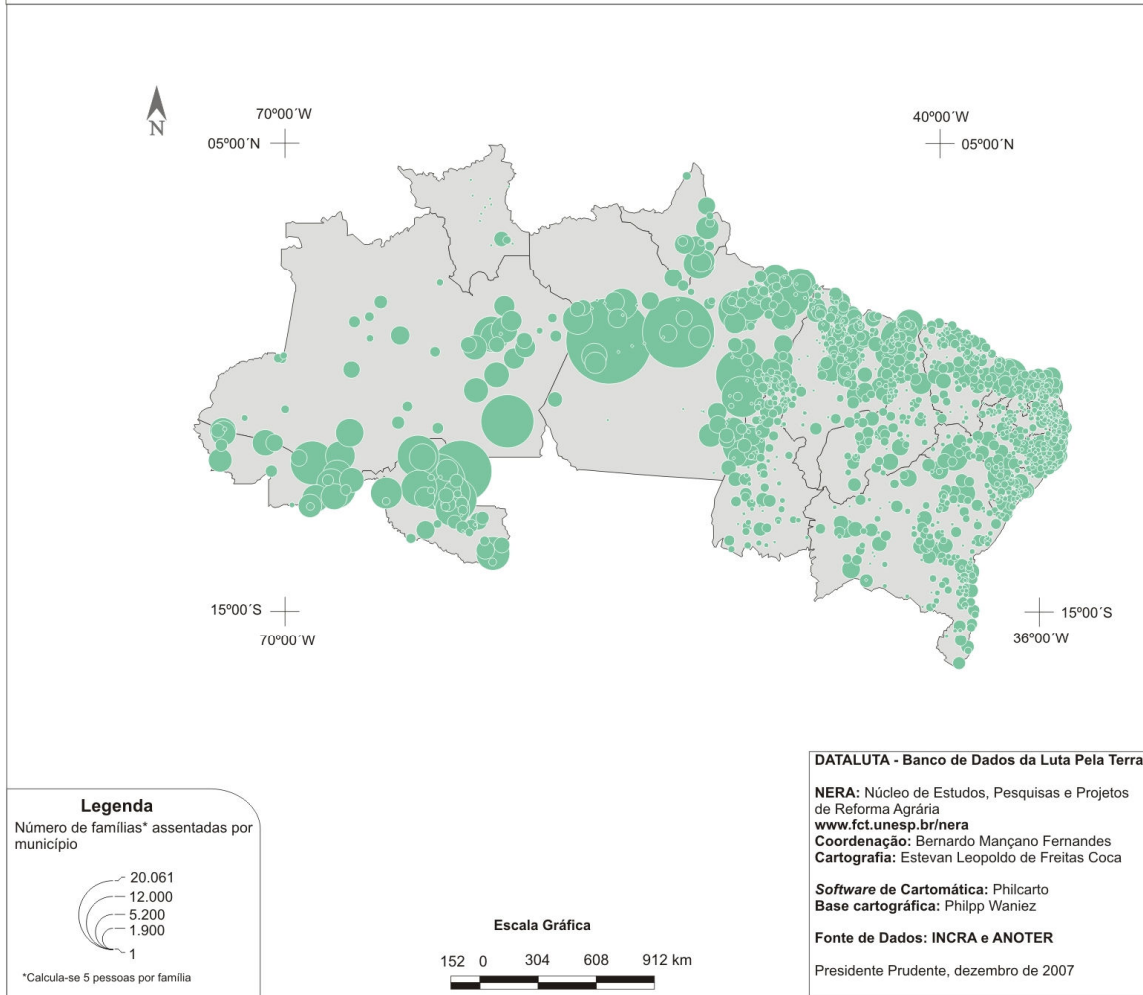 N
70º00´W
05º00´N
40º00´W
05º00´N
15º00´S
70º00´W
15º00´S
36º00´W
Legenda
Número de famílias* assentadas por
município
20.061
12.000
5.200
1.900
1
*Calcula-se 5 pessoas por família
Escala Gráfica
152 0 304 608 912 km
DATALUTA - Banco de Dados da Luta Pela Terra
NERA: Núcleo de Estudos, Pesquisas e Projetos
de Reforma Agrária
www.fct.unesp.br/nera
Coordenação: Bernardo Mançano Fernandes
Cartografia: Estevan Leopoldo de Freitas Coca
Software de Cartomática: Philcarto
Base cartográfica: Philpp Waniez
Fonte de Dados: INCRA e ANOTER
Presidente Prudente, dezembro de 2007